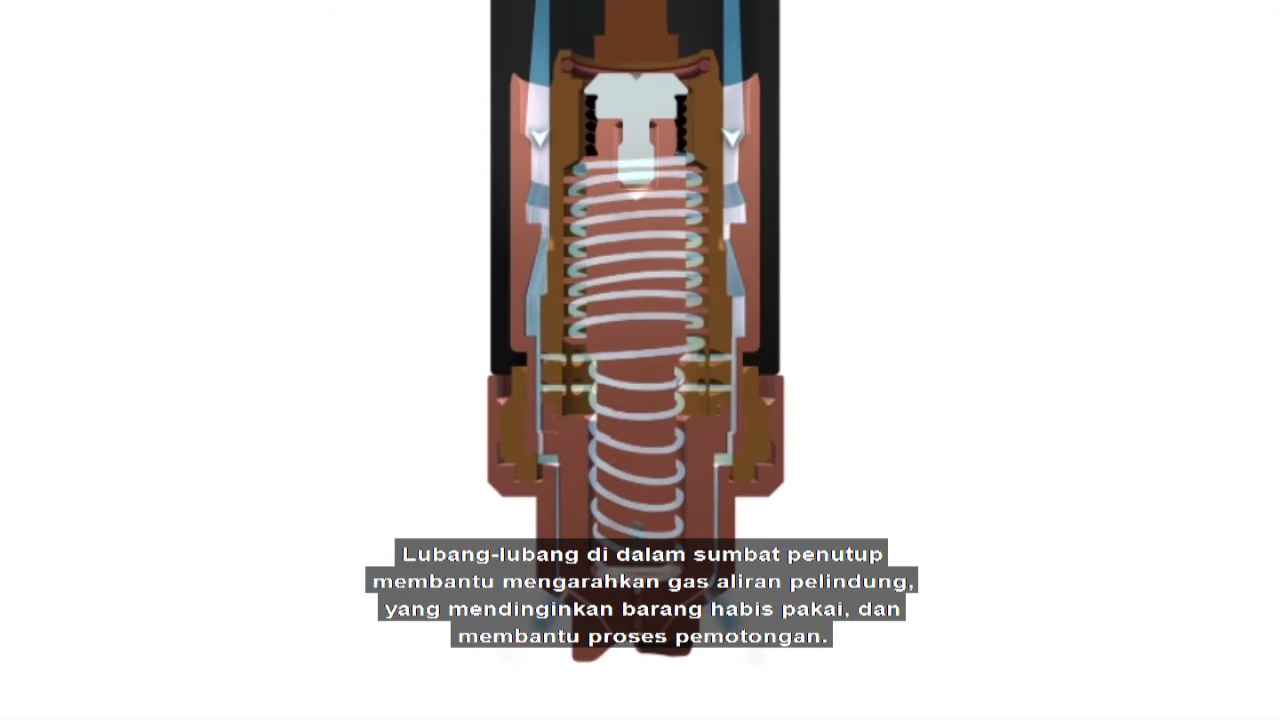 Lubang-lubang di dalam sumbat penutup
membantu mengarahkan gas aliran pelindung,
yang mendinginkan barang habis pakai, dan
membantu proses pemotongan.